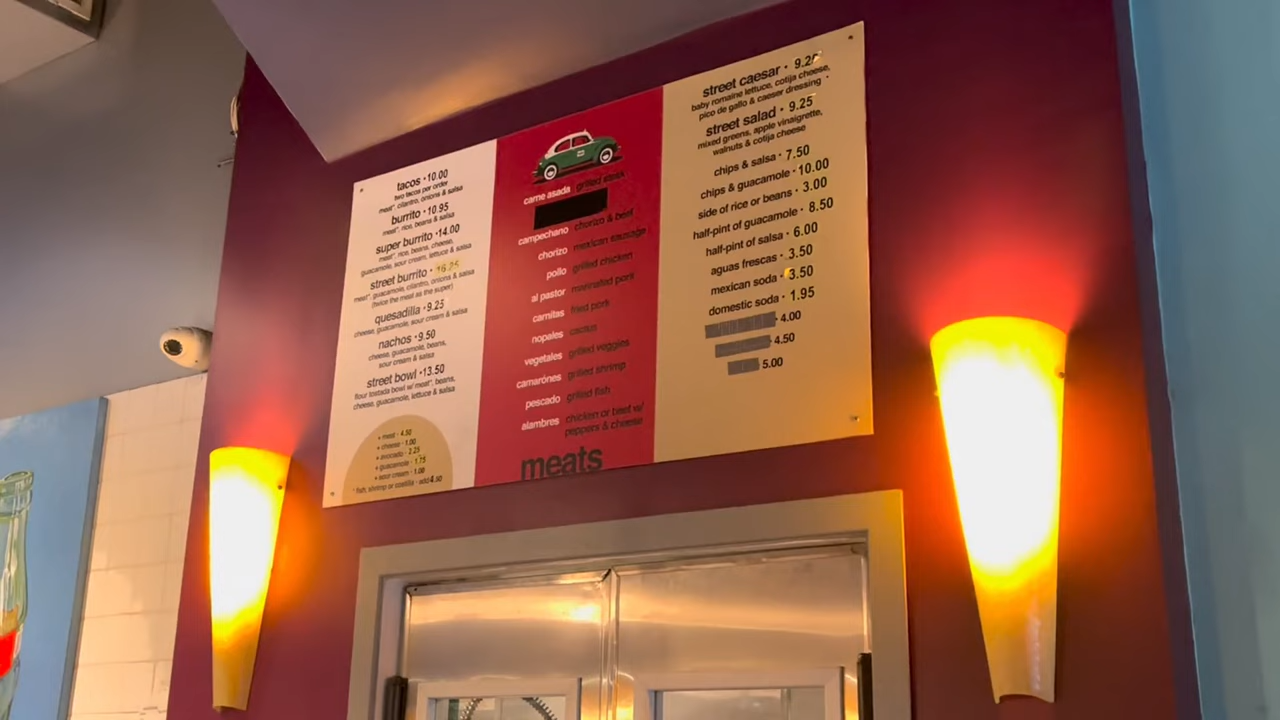 tacos · 10.00
two tacos per order
meat*, cilantro, onions & salsa
burrito · 10.95
meat*, rice, beans & salsa
super burrito · 14.00
meat*, rice, beans, cheese,
guacamole, sour cream, lettuce & salsa
street burrito · 16.25
meat*, guacamole, cilantro, onions & salsa
(twice the meat as the super)
quesadilla · 9.25
cheese, guacamole, sour cream & salsa
nachos · 9.50
cheese, guacamole, beans,
sour cream & salsa
street bowl · 13.50
flour tostada bowl w/ meat*, beans,
cheese, guacamole, lettuce & salsa
• meat · 4.50
• cheese · 1.00
• avocado · 2.25
• guacamole · 1.75
• sour cream · 1.00
* fish, shrimp or costilla · add 4.50
carne asada grilled steak
campechano chorizo & beef
chorizo mexican sausage
pollo grilled chicken
al pastor marinated pork
carnitas fried pork
nopales cactus
vegetales grilled veggies
camarónes grilled shrimp
pescado grilled fish
alambres chicken or beef w/
peppers & cheese
meats
street caesar · 9.25
baby romaine lettuce, cotija cheese,
pico de gallo & caeser dressing
street salad · 9.25
mixed greens, apple vinaigrette,
walnuts & cotija cheese
chips & salsa · 7.50
chips & guacamole · 10.00
side of rice or beans · 3.00
half-pint of guacamole · 8.50
half-pint of salsa · 6.00
aguas frescas · 3.50
mexican soda · 3.50
domestic soda · 1.95
· 4.00
· 4.50
5.00